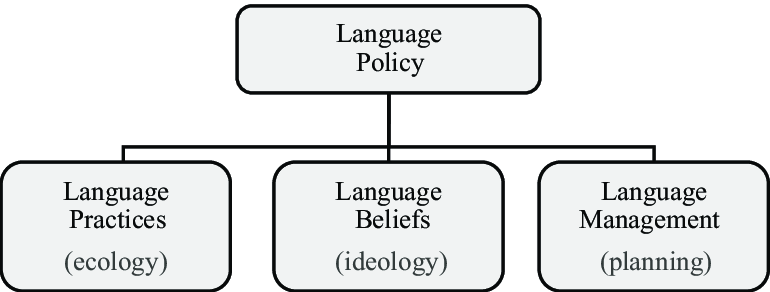 Language
Policy
Language
Practices
(ecology)
Language
Beliefs
(ideology)
Language
Management
(planning)